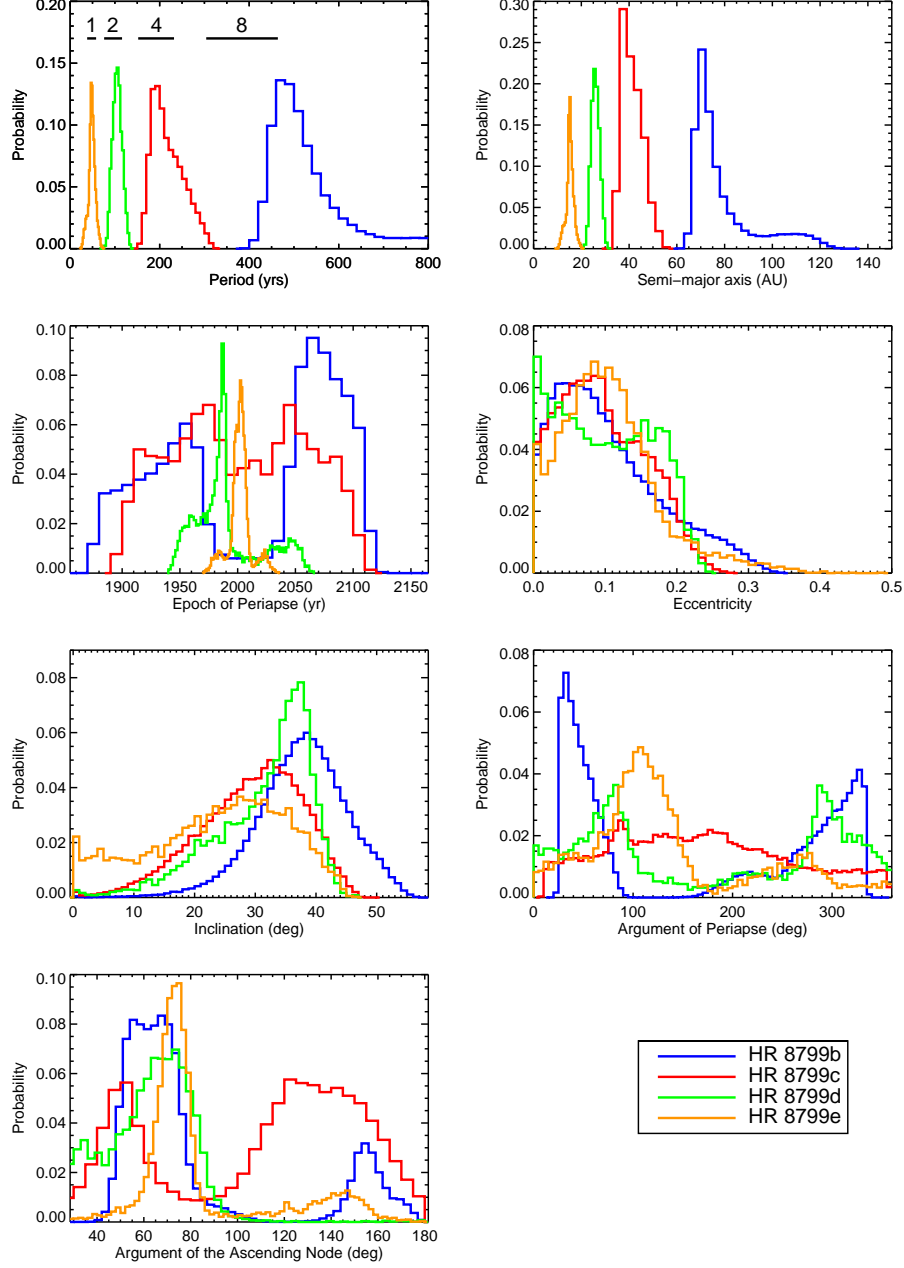 1 2 4 8
0.20
0.15
0.10
0.05
0.00
Probability
0 200 400 600 800
Period (yrs)
0.30
0.20
0.10
0.00
Probability
0 20 40 60 80 100 120 140
Semi-major axis (AU)
0.10
0.08
0.06
0.04
0.02
0.00
Probability
1900 1950 2000 2050 2100 2150
Epoch of Periapse (yr)
0.08
0.06
0.04
0.02
0.00
Probability
0.0 0.1 0.2 0.3 0.4 0.5
Eccentricity
0.08
0.06
0.04
0.02
0.00
Probability
0 10 20 30 40 50
Inclination (deg)
0.08
0.06
0.04
0.02
0.00
Probability
0 100 200 300
Argument of Periapse (deg)
0.10
0.08
0.06
0.04
0.02
0.00
Probability
40 60 80 100 120 140 160 180
Argument of the Ascending Node (deg)
HR 8799b
HR 8799c
HR 8799d
HR 8799e